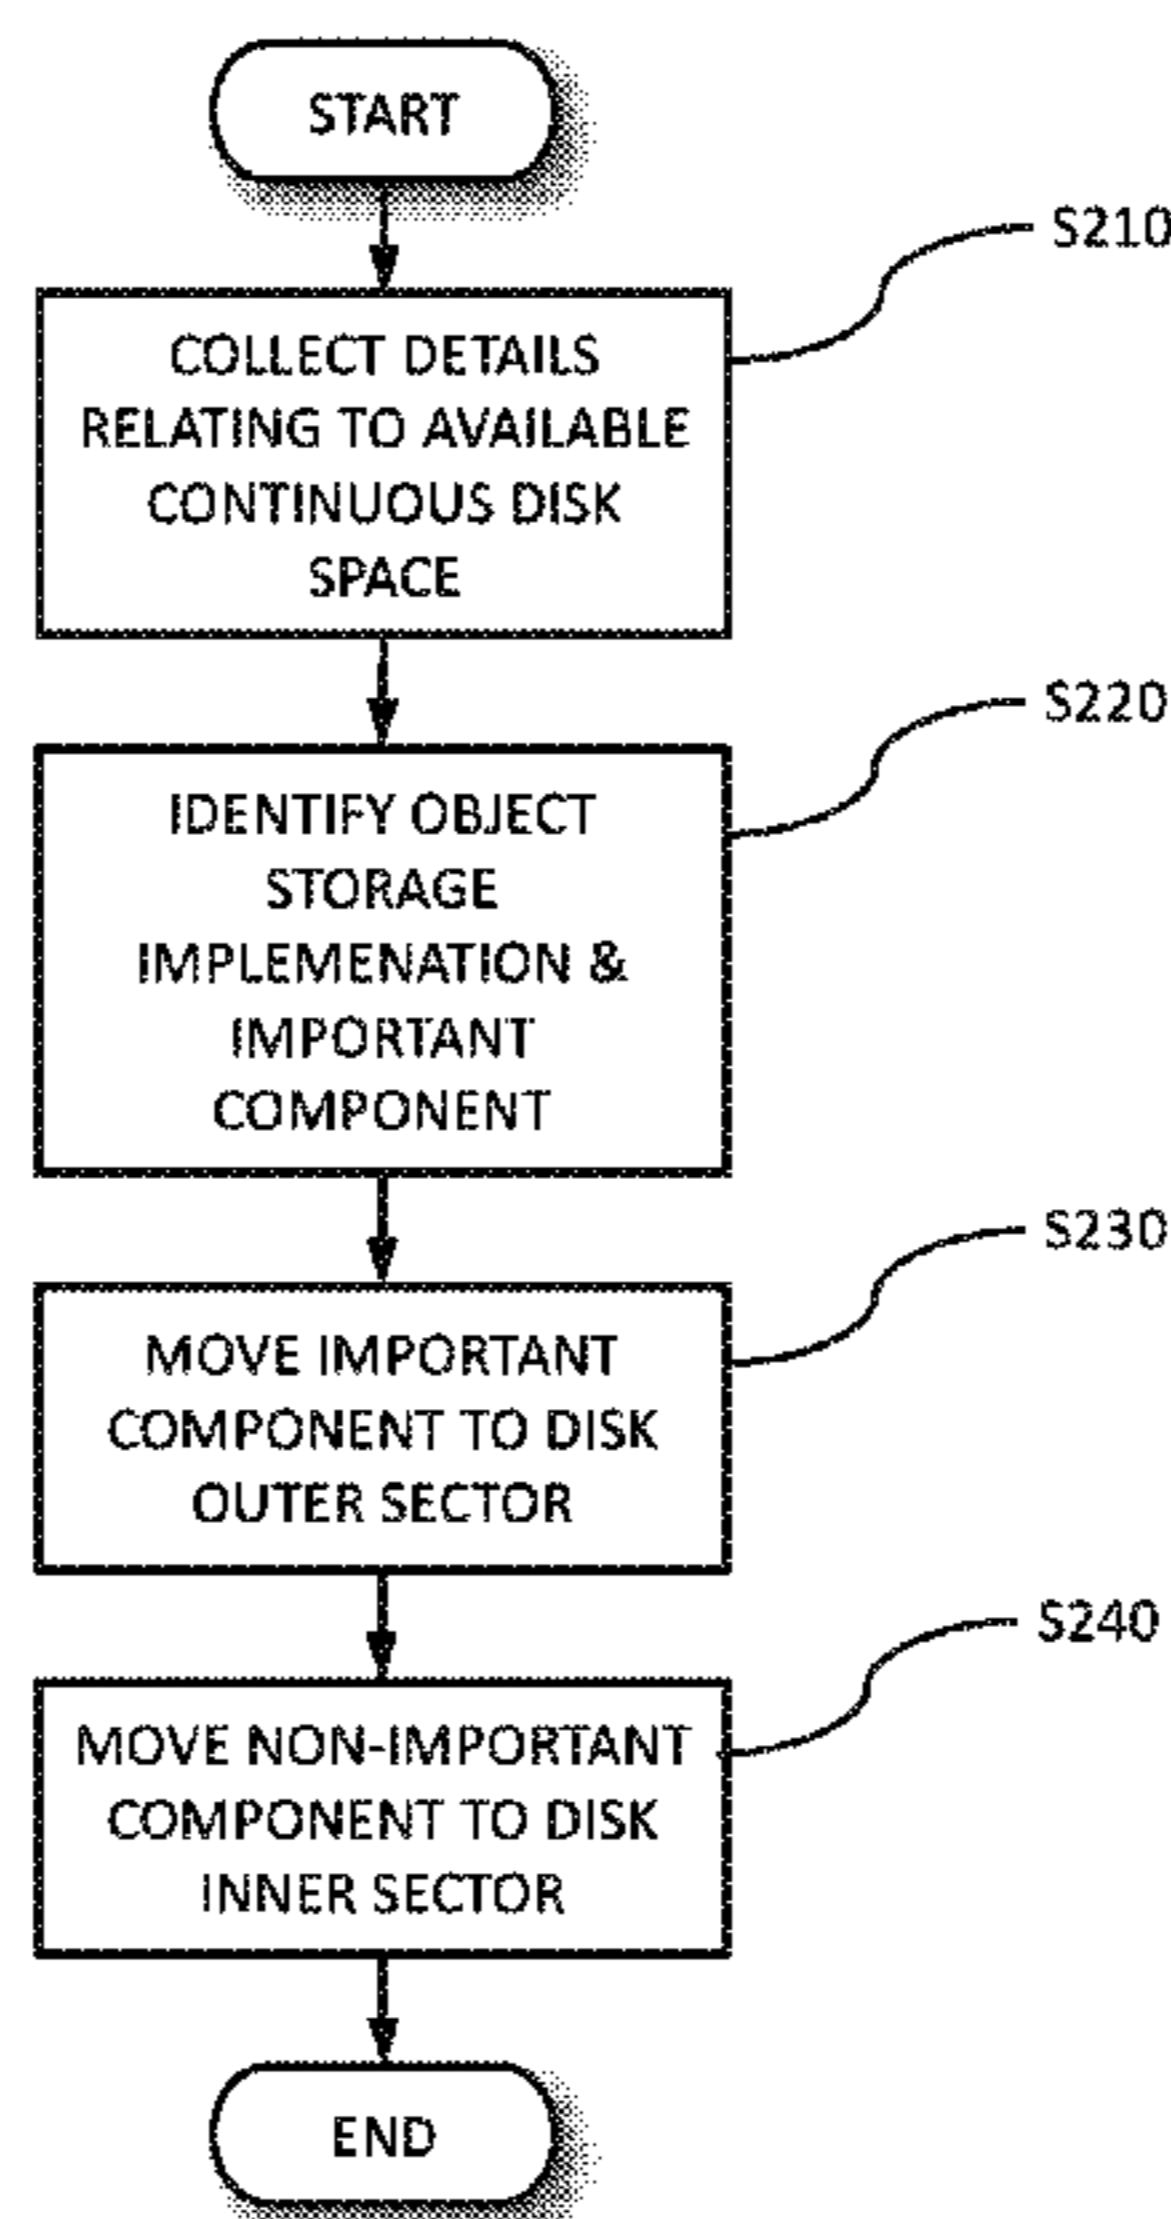 START
S210
COLLECT DETAILS
RELATING TO AVAILABLE
CONTINUOUS DISK
SPACE
S220
IDENTIFY OBJECT
STORAGE
IMPLEMENATION &
IMPORTANT
COMPONENT
S230
MOVE IMPORTANT
COMPONENT TO DISK
OUTER SECTOR
S240
MOVE NON-IMPORTANT
COMPONENT TO DISK
INNER SECTOR
END